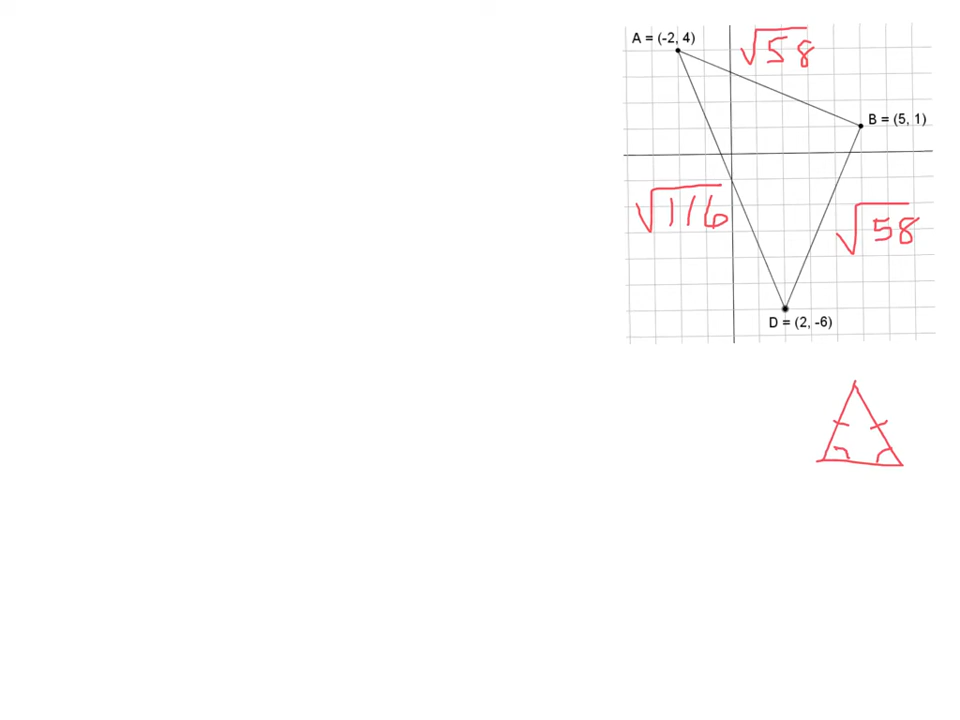 A = (-2, 4)
√58
B = (5, 1)
√116
√58
D = (2, -6)